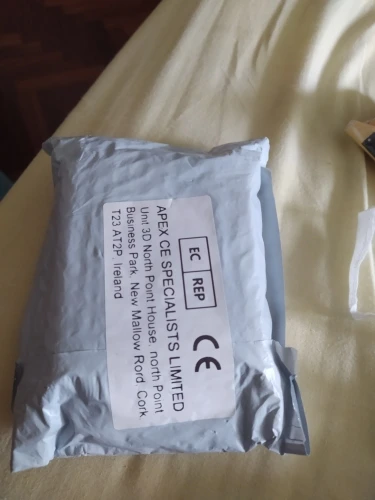 EC REP
CE
APEX CE SPECIALISTS LIMITED
Unit 3D North Point House, north Point
Business Park, New Mallow Rord, Cork,
T23 AT2P, Ireland